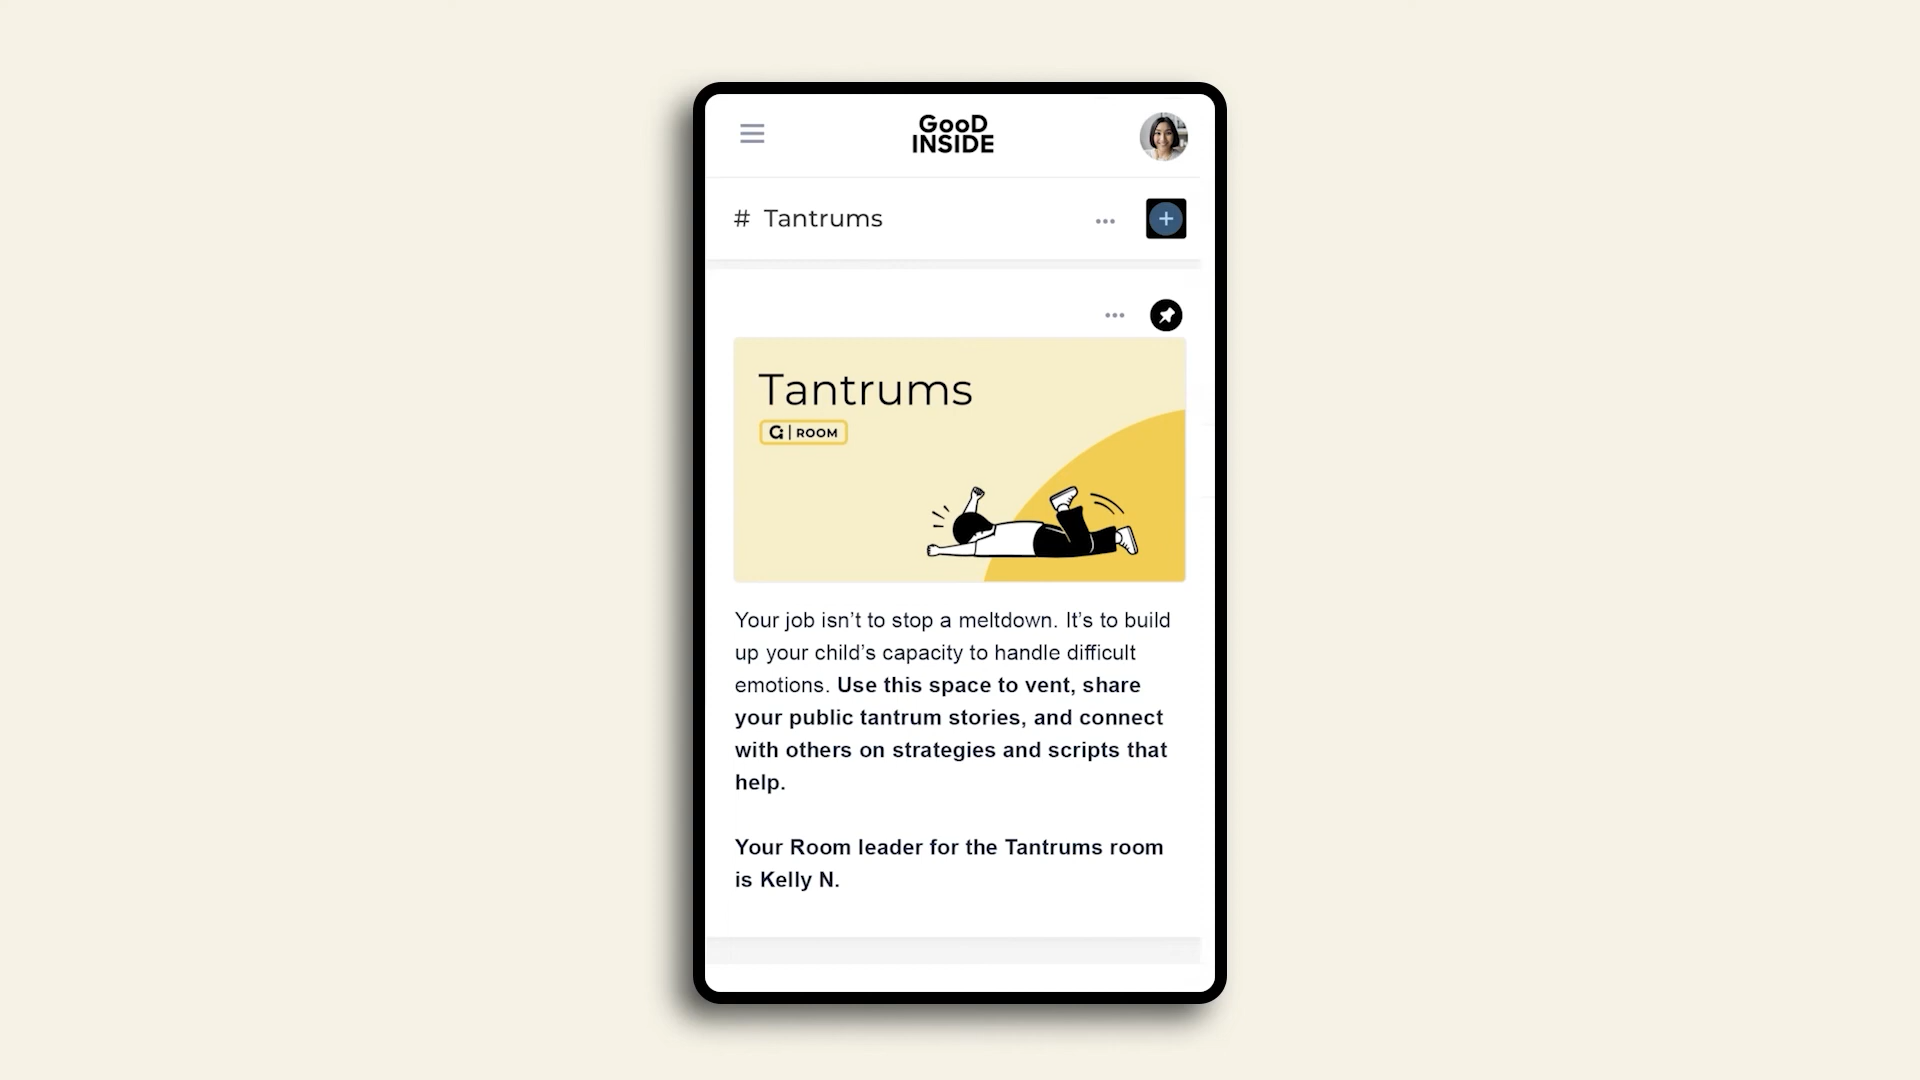 GooD
INSIDE
# Tantrums
Tantrums
G | ROOM
Your job isn’t to stop a meltdown. It’s to build
up your child’s capacity to handle difficult
emotions. Use this space to vent, share
your public tantrum stories, and connect
with others on strategies and scripts that
help.
Your Room leader for the Tantrums room
is Kelly N.